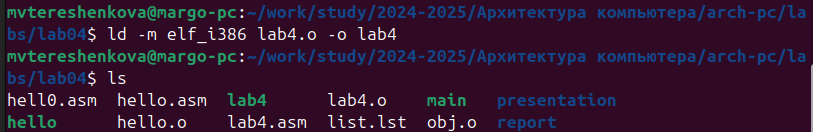 mvtereshenkova@margo-pc:~/work/study/2024-2025/Архитектура компьютера/arch-pc/la
bs/lab04$ ld -m elf_i386 lab4.o -o lab4
mvtereshenkova@margo-pc:~/work/study/2024-2025/Архитектура компьютера/arch-pc/la
bs/lab04$ ls
hell0.asm  hello.asm  lab4      lab4.o    main   presentation
hello      hello.o    lab4.asm  list.lst  obj.o  report